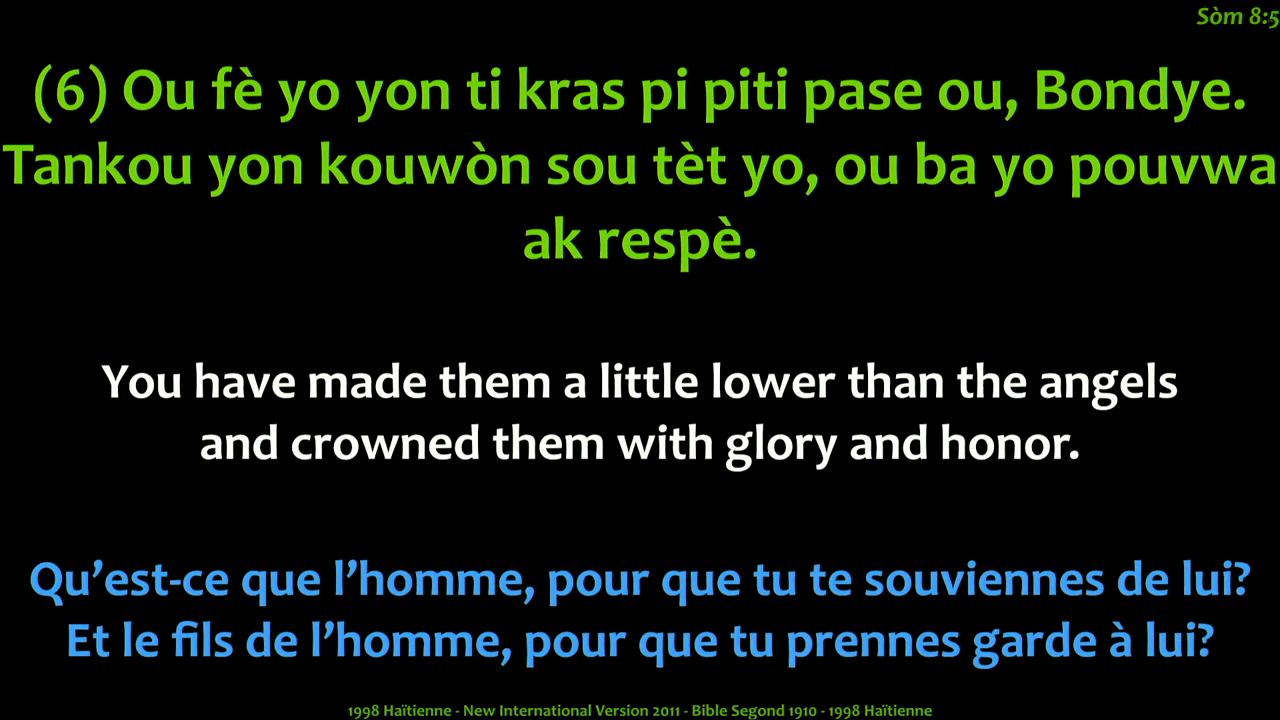 Sòm 8:5
(6) Ou fè yo yon ti kras pi piti pase ou, Bondye.
Tankou yon kouwòn sou tèt yo, ou ba yo pouvwa
ak respè.
You have made them a little lower than the angels
and crowned them with glory and honor.
Qu’est-ce que l’homme, pour que tu te souviennes de lui?
Et le fils de l’homme, pour que tu prennes garde à lui?
1998 Haïtienne - New International Version 2011 - Bible Segond 1910 - 1998 Haïtienne